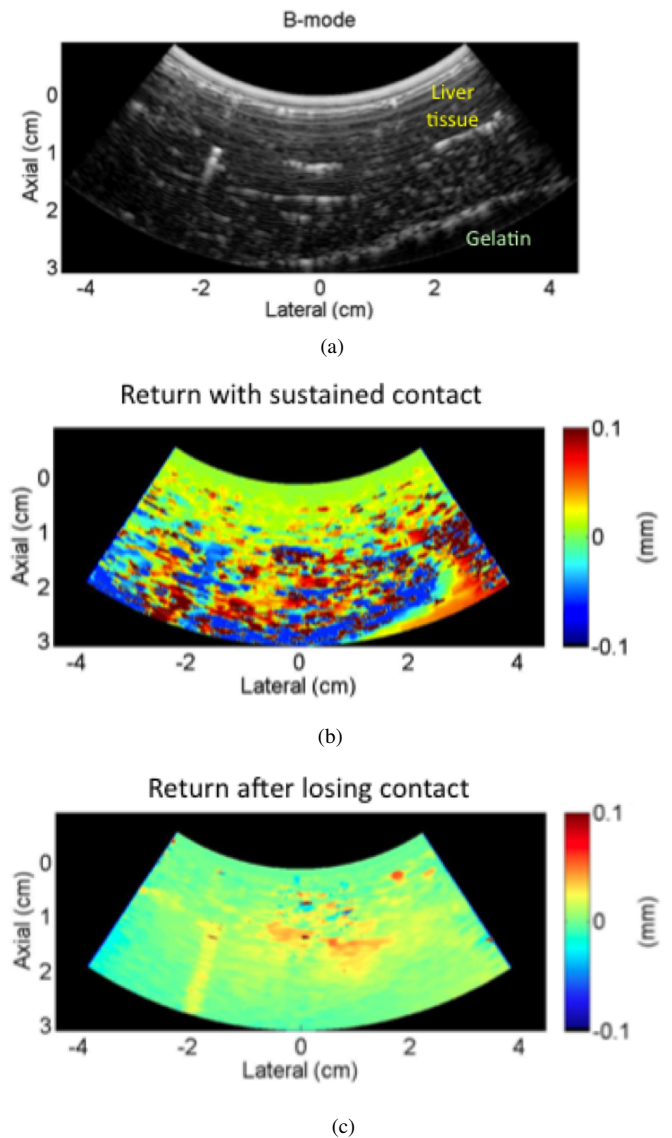 B-mode
0
1
2
3
Axial (cm)
Liver
tissue
Gelatin
-4 -2 0 2 4
Lateral (cm)
(a)
Return with sustained contact
0
1
2
3
Axial (cm)
-4 -2 0 2 4
Lateral (cm)
0.1
0
-0.1
(mm)
(b)
Return after losing contact
0
1
2
3
Axial (cm)
-4 -2 0 2 4
Lateral (cm)
0.1
0
-0.1
(mm)
(c)